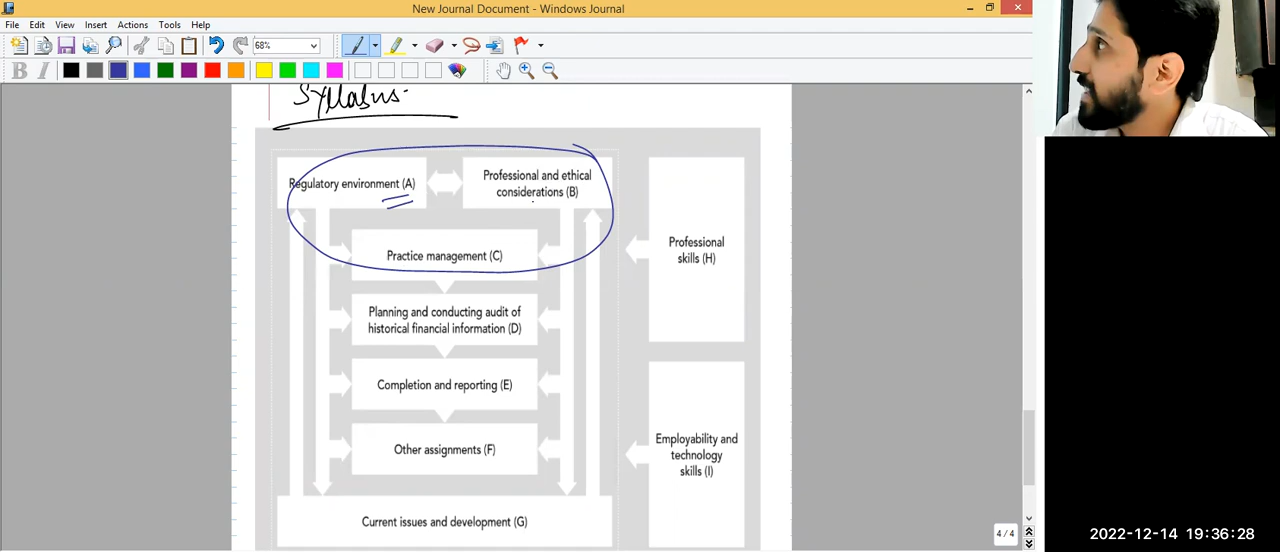 New Journal Document - Windows Journal
File Edit View Insert Actions Tools Help
68%
B I
Syllabus.
Regulatory environment (A)
Professional and ethical
considerations (B)
Practice management (C)
Planning and conducting audit of
historical financial information (D)
Completion and reporting (E)
Other assignments (F)
Current issues and development (G)
Professional
skills (H)
Employability and
technology
skills (I)
4/4
2022-12-14 19:36:28